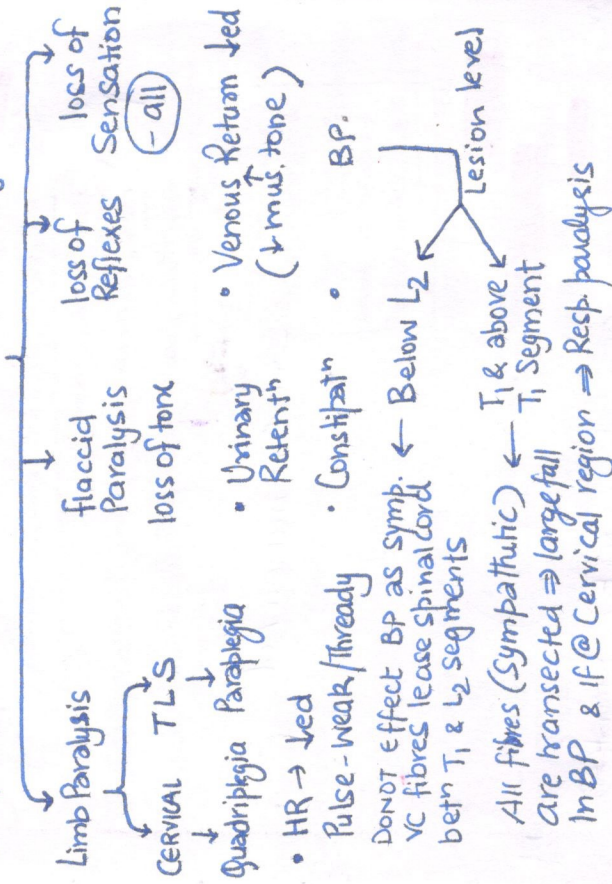 Limb Paralysis
flaccid
Paralysis
loss of tone
loss of
Reflexes
loss of
Sensation
- all
CERVICAL TLS
Quadriplegia Paraplegia
• HR → ↓ed
Pulse-weak/Thready
• Urinary
Retentⁿ
• Constipatⁿ
• Venous Return ↓ed
(↓ mus. tone)
• BP.
Lesion level
DONOT Effect BP as symp. ← Below L2
VC fibres lease spinal cord
betn T1 & L2 segments
All fibres (Sympathetic) ← T1 & above
T1 Segment
are transected ⇒ large fall
In BP & If @ Cervical region ⇒ Resp. paralysis